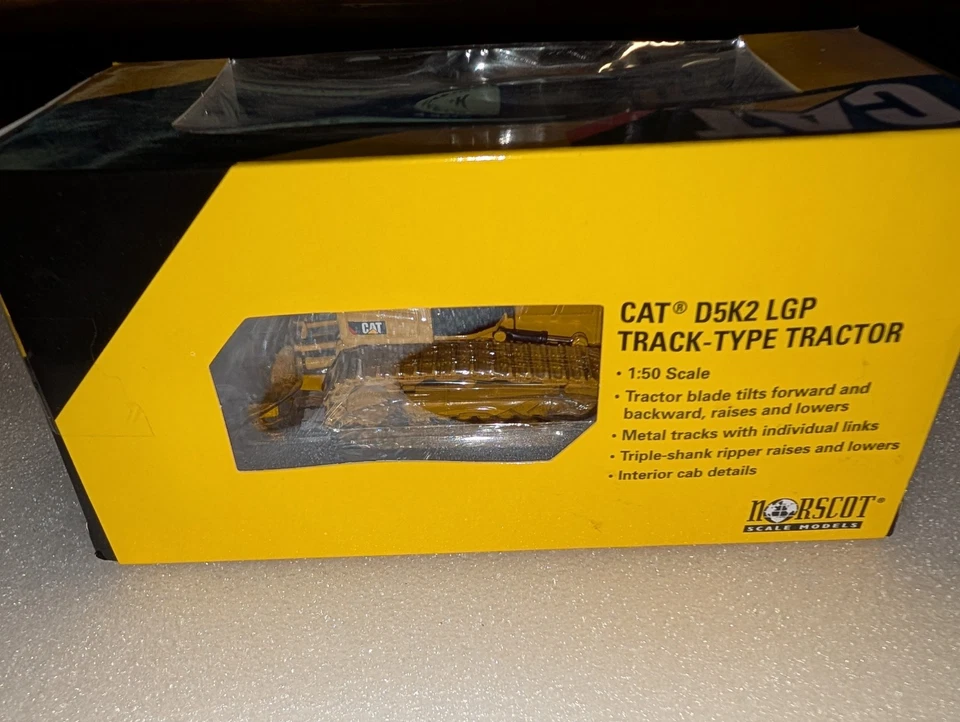 CAT
CAT
CAT® D5K2 LGP
TRACK-TYPE TRACTOR
• 1:50 Scale
• Tractor blade tilts forward and
backward, raises and lowers
• Metal tracks with individual links
• Triple-shank ripper raises and lowers
• Interior cab details
NORSCOT®
SCALE MODELS